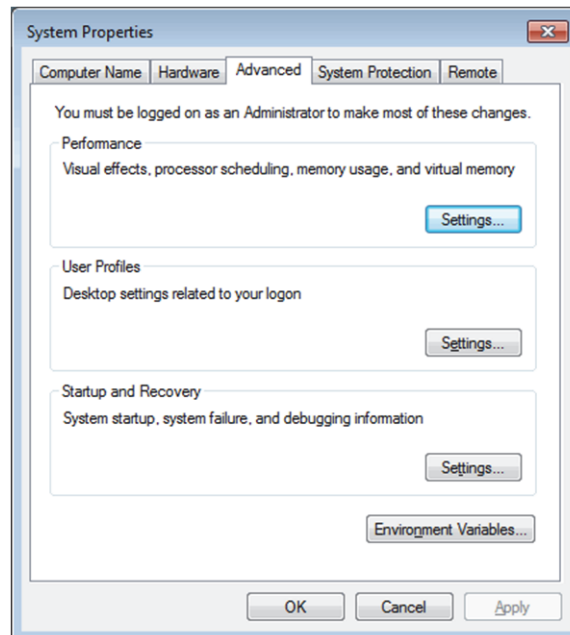 System Properties
Computer Name Hardware Advanced System Protection Remote
You must be logged on as an Administrator to make most of these changes.
Performance
Visual effects, processor scheduling, memory usage, and virtual memory
Settings...
User Profiles
Desktop settings related to your logon
Settings...
Startup and Recovery
System startup, system failure, and debugging information
Settings...
Environment Variables...
OK Cancel Apply